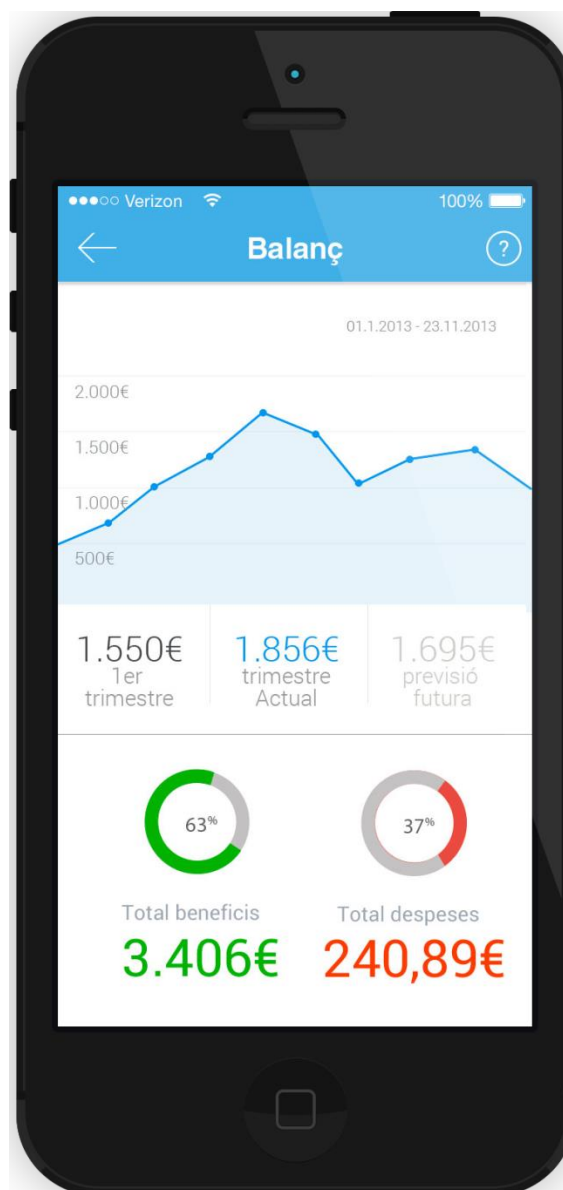 Verizon 100%
Balanç ?
01.1.2013 - 23.11.2013
2.000€
1.500€
1.000€
500€
1.550€
1er
trimestre
1.856€
trimestre
Actual
1.695€
previsió
futura
63%
37%
Total beneficis
3.406€
Total despeses
240,89€